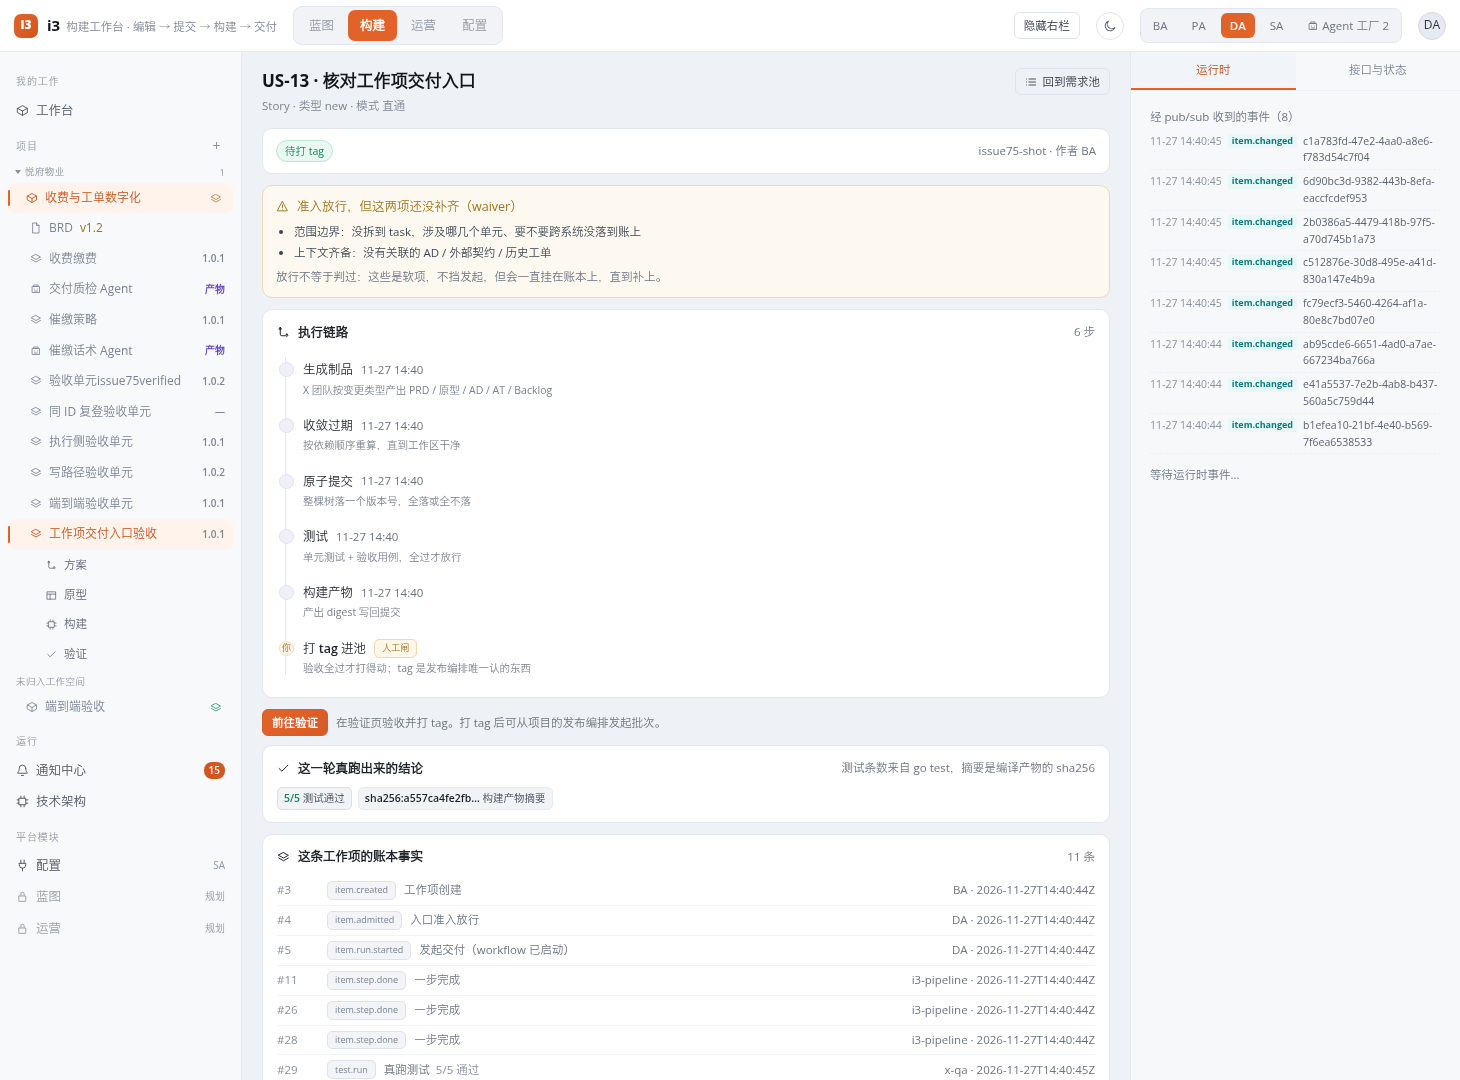 i3 i3 构建工作台 · 编辑 → 提交 → 构建 → 交付 蓝图 构建 运营 配置 隐藏右栏 BA PA DA SA Agent 工厂 2 DA
我的工作
工作台
项目 +
悦府物业 1
收费与工单数字化
BRD v1.2
收费缴费 1.0.1
交付质检 Agent 产物
催缴策略 1.0.1
催缴话术 Agent 产物
验收单元issue75verified 1.0.2
同 ID 复登验收单元 —
执行侧验收单元 1.0.1
写路径验收单元 1.0.2
端到端验收单元 1.0.1
工作项交付入口验收 1.0.1
方案
原型
构建
验证
未归入工作空间
端到端验收
运行
通知中心 15
技术架构
平台模块
配置 SA
蓝图 规划
运营 规划
US-13 · 核对工作项交付入口 回到需求池
Story · 类型 new · 模式 直通
待打 tag issue75-shot · 作者 BA
准入放行，但这两项还没补齐（waiver）
• 范围边界：没拆到 task，涉及哪几个单元、要不要跨系统没落到账上
• 上下文齐备：没有关联的 AD / 外部契约 / 历史工单
放行不等于判过：这些是软项，不挡发起，但会一直挂在账本上，直到补上。
执行链路 6 步
生成制品 11-27 14:40
X 团队按变更类型产出 PRD / 原型 / AD / AT / Backlog
收敛过期 11-27 14:40
按依赖顺序重算，直到工作区干净
原子提交 11-27 14:40
整棵树落一个版本号，全落或全不落
测试 11-27 14:40
单元测试 + 验收用例，全过才放行
构建产物 11-27 14:40
产出 digest 写回提交
你 打 tag 进池 人工闸
验收全过才打得动；tag 是发布编排唯一认的东西
前往验证 在验证页验收并打 tag。打 tag 后可从项目的发布编排发起批次。
这一轮真跑出来的结论 测试条数来自 go test，摘要是编译产物的 sha256
5/5 测试通过 sha256:a557ca4fe2fb... 构建产物摘要
这条工作项的账本事实 11 条
#3 item.created 工作项创建 BA · 2026-11-27T14:40:44Z
#4 item.admitted 入口准入放行 DA · 2026-11-27T14:40:44Z
#5 item.run.started 发起交付（workflow 已启动） DA · 2026-11-27T14:40:44Z
#11 item.step.done 一步完成 i3-pipeline · 2026-11-27T14:40:44Z
#26 item.step.done 一步完成 i3-pipeline · 2026-11-27T14:40:44Z
#28 item.step.done 一步完成 i3-pipeline · 2026-11-27T14:40:44Z
#29 test.run 真跑测试 5/5 通过 x-qa · 2026-11-27T14:40:45Z
运行时 接口与状态
经 pub/sub 收到的事件（8）
11-27 14:40:45 item.changed c1a783fd-47e2-4aa0-a8e6-
f783d54c7f04
11-27 14:40:45 item.changed 6d90bc3d-9382-443b-8efa-
eaccfcdef953
11-27 14:40:45 item.changed 2b0386a5-4479-418b-97f5-
a70d745b1a73
11-27 14:40:45 item.changed c512876e-30d8-495e-a41d-
830a147e4b9a
11-27 14:40:45 item.changed fc79ecf3-5460-4264-af1a-
80e8c7bd07e0
11-27 14:40:44 item.changed ab95cde6-6651-4ad0-a7ae-
667234ba766a
11-27 14:40:44 item.changed e41a5537-7e2b-4ab8-b437-
560a5c759d44
11-27 14:40:44 item.changed b1efea10-21bf-4e40-b569-
7f6ea6538533
等待运行时事件...